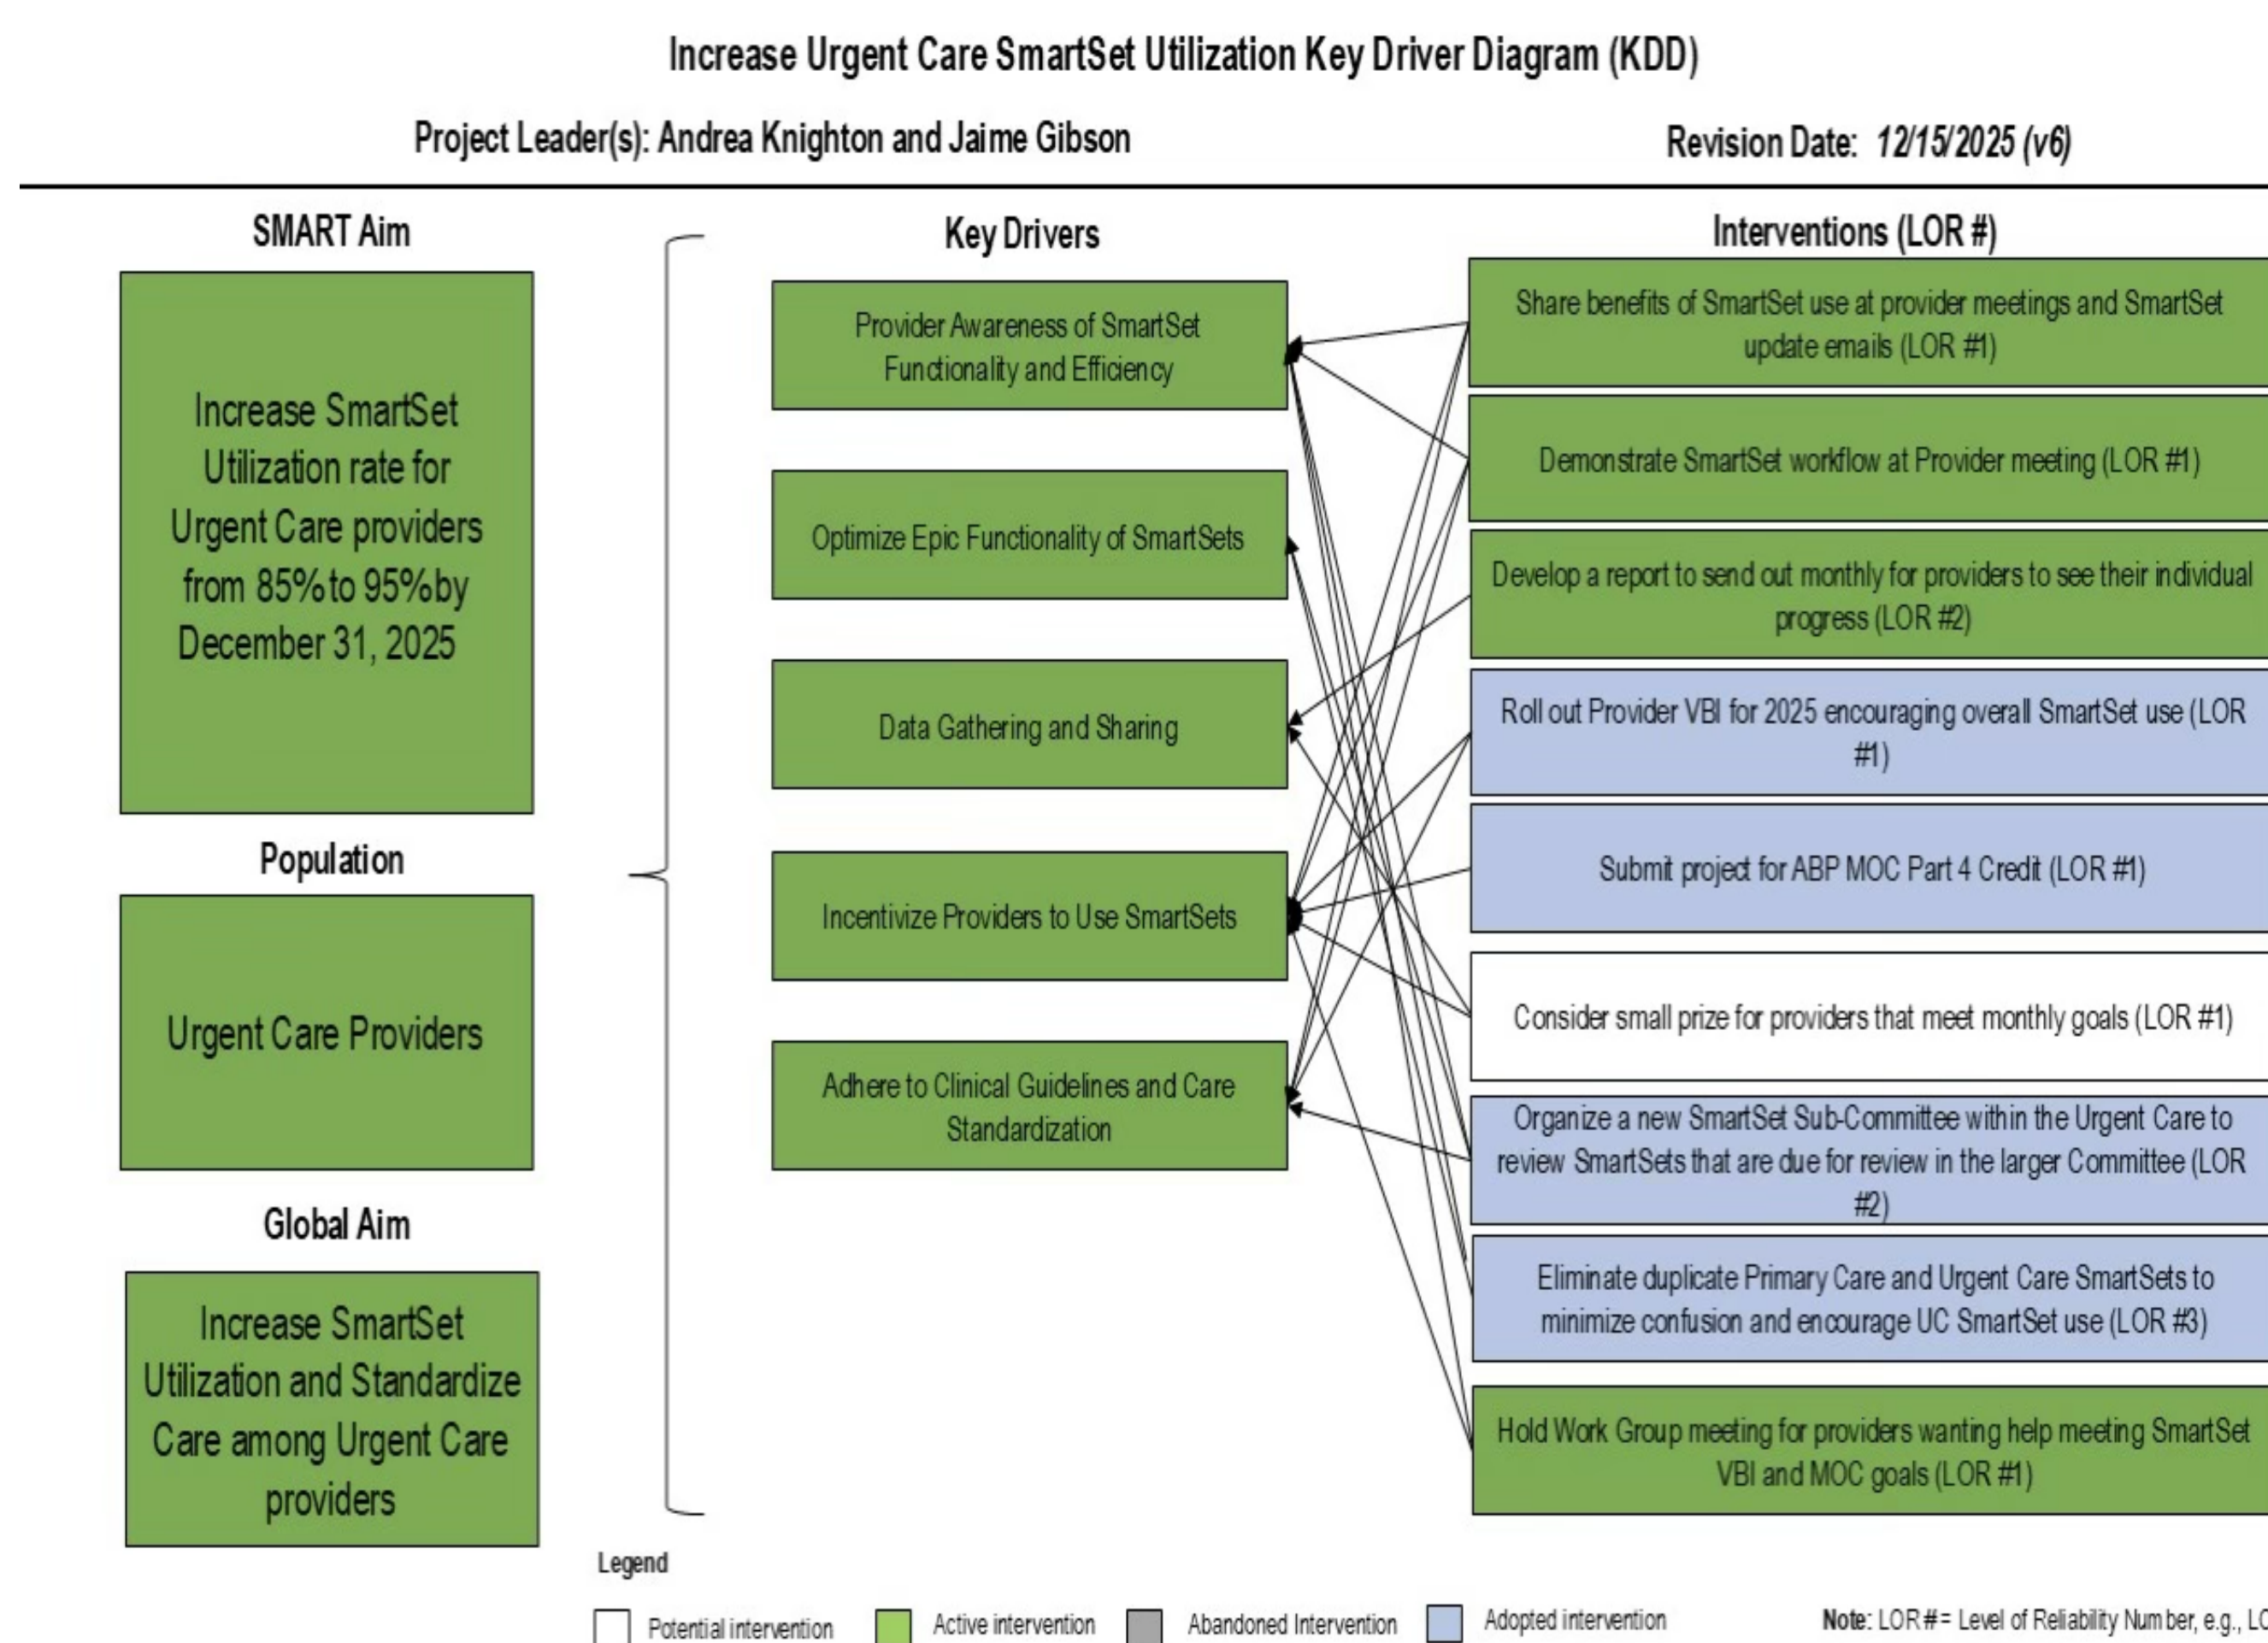 Increase Urgent Care SmartSet Utilization Key Driver Diagram (KDD)
Project Leader(s): Andrea Knighton and Jaime Gibson
Revision Date: 12/15/2025 (v6)
SMART Aim
Increase SmartSet
Utilization rate for
Urgent Care providers
from 85% to 95% by
December 31, 2025
Population
Urgent Care Providers
Global Aim
Increase SmartSet
Utilization and Standardize
Care among Urgent Care
providers
Key Drivers
Provider Awareness of SmartSet
Functionality and Efficiency
Optimize Epic Functionality of SmartSets
Data Gathering and Sharing
Incentivize Providers to Use SmartSets
Adhere to Clinical Guidelines and Care
Standardization
Interventions (LOR #)
Share benefits of SmartSet use at provider meetings and SmartSet
update emails (LOR #1)
Demonstrate SmartSet workflow at Provider meeting (LOR #1)
Develop a report to send out monthly for providers to see their individual
progress (LOR #2)
Roll out Provider VBI for 2025 encouraging overall SmartSet use (LOR
#1)
Submit project for ABP MOC Part 4 Credit (LOR #1)
Consider small prize for providers that meet monthly goals (LOR #1)
Organize a new SmartSet Sub-Committee within the Urgent Care to
review SmartSets that are due for review in the larger Committee (LOR
#2)
Eliminate duplicate Primary Care and Urgent Care SmartSets to
minimize confusion and encourage UC SmartSet use (LOR #3)
Hold Work Group meeting for providers wanting help meeting SmartSet
VBI and MOC goals (LOR #1)
Legend
Potential intervention
Active intervention
Abandoned Intervention
Adopted intervention
Note: LOR # = Level of Reliability Number, e.g.,